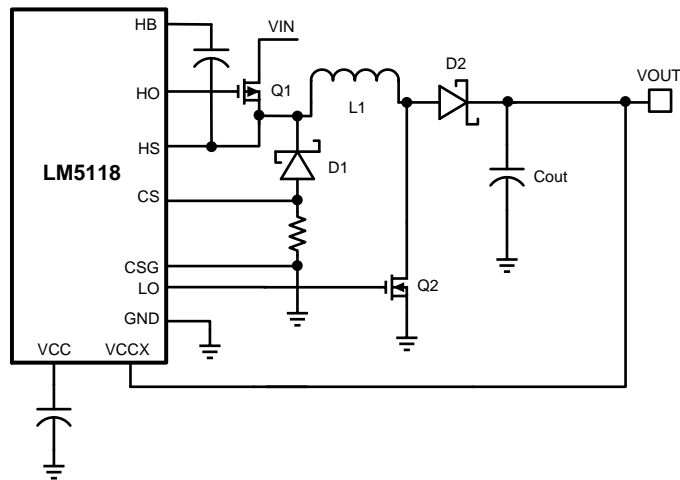 HB
VIN
D2
VOUT
HO
Q1
L1
HS
D1
LM5118
Cout
CS
CSG
LO
Q2
GND
VCC
VCCX